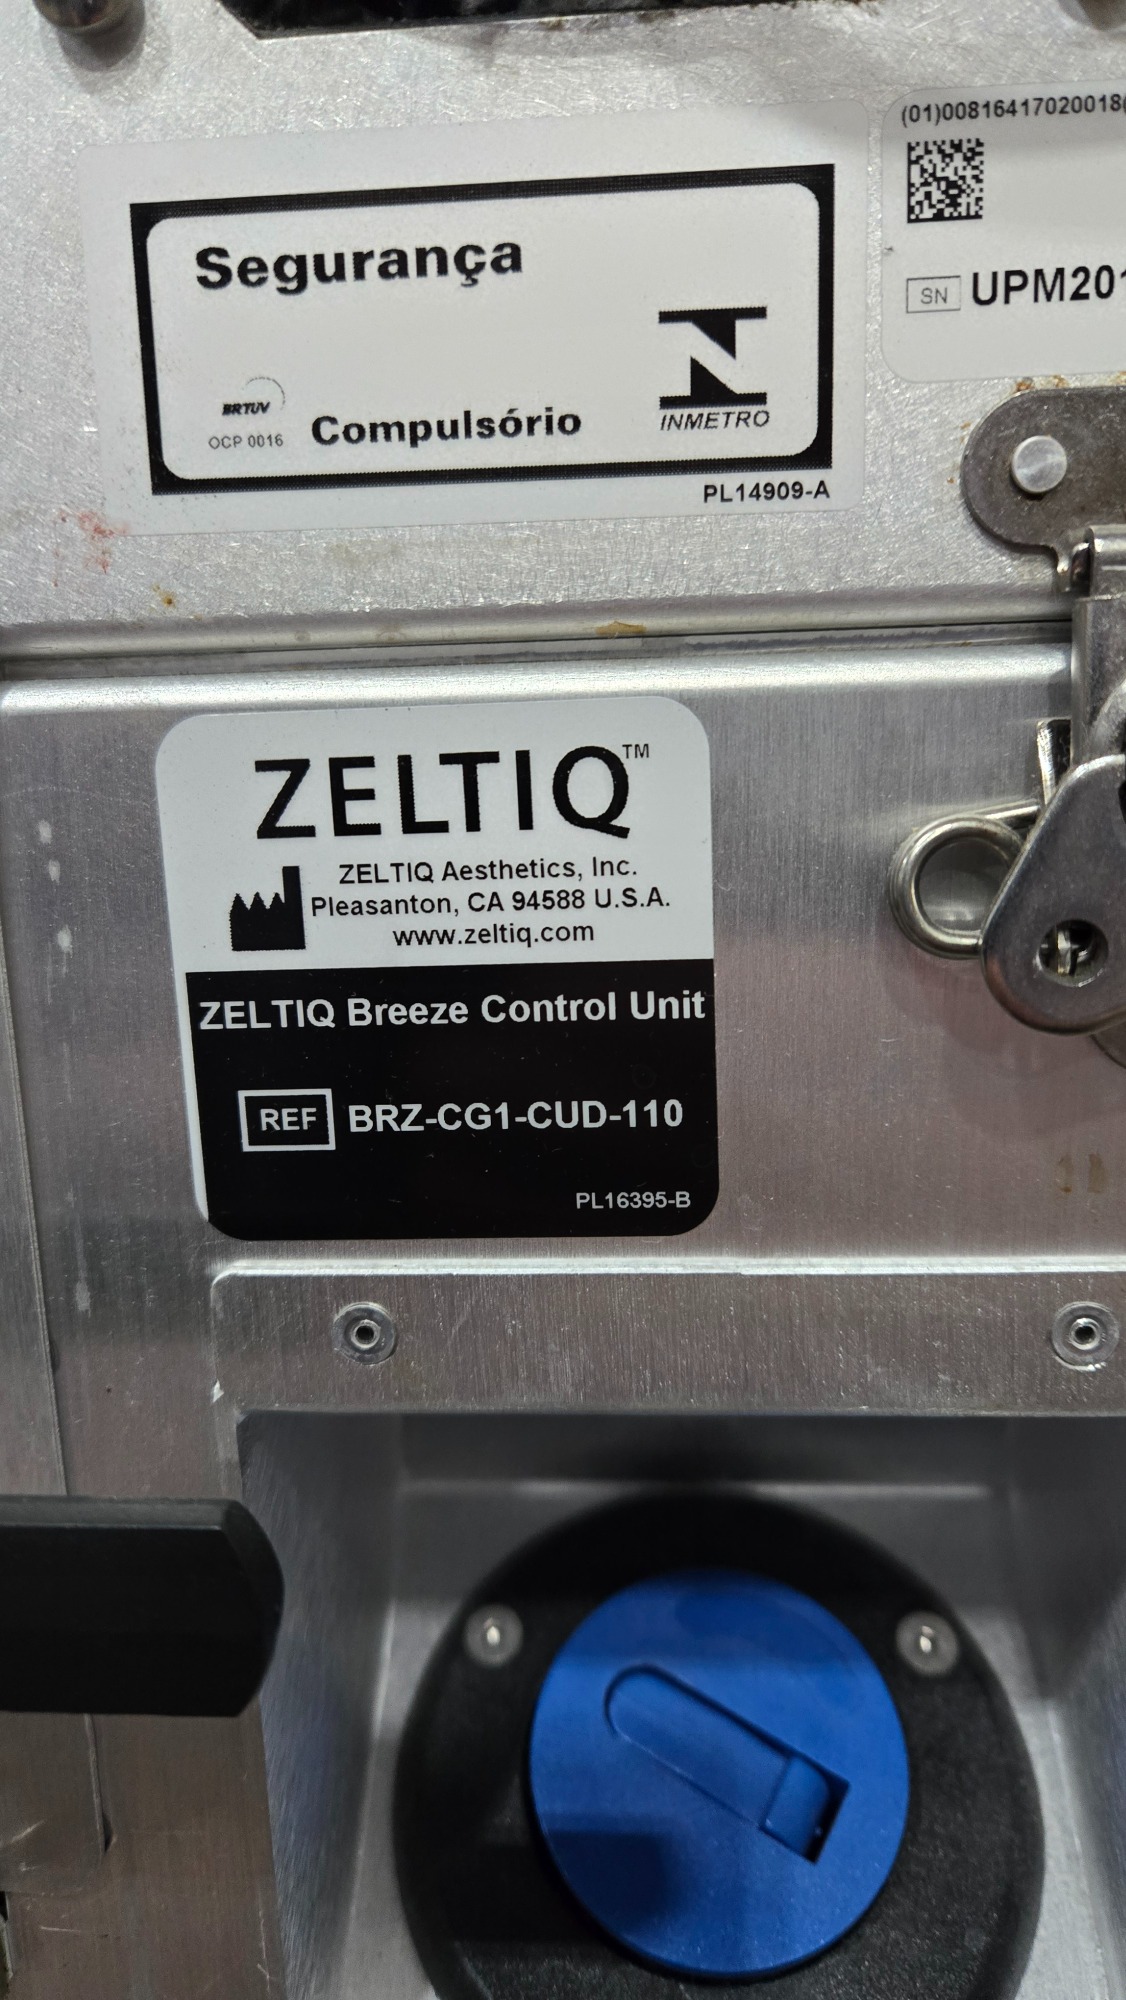 Segurança
BRTUV
OCP 0016
Compulsório
INMETRO
PL14909-A
(01)00816417020018(
SN UPM201
ZELTIQ™
ZELTIQ Aesthetics, Inc.
Pleasanton, CA 94588 U.S.A.
www.zeltiq.com
ZELTIQ Breeze Control Unit
REF BRZ-CG1-CUD-110
PL16395-B